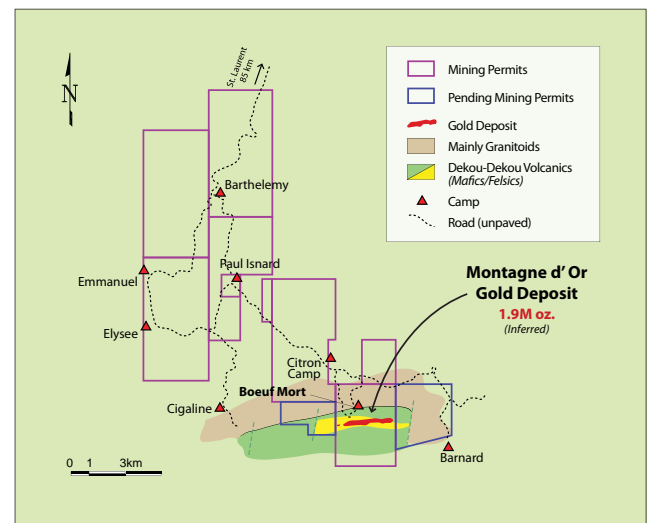 St. Laurent
85 km
N
Mining Permits
Pending Mining Permits
Gold Deposit
Mainly Granitoids
Dekou-Dekou Volcanics
(Mafics/Felsics)
Camp
Road (unpaved)
Barthelemy
Paul Isnard
Emmanuel
Elysee
Montagne d' Or
Gold Deposit
1.9M oz.
(Inferred)
Citron
Camp
Boeuf Mort
Cigaline
Barnard
0 1 3km